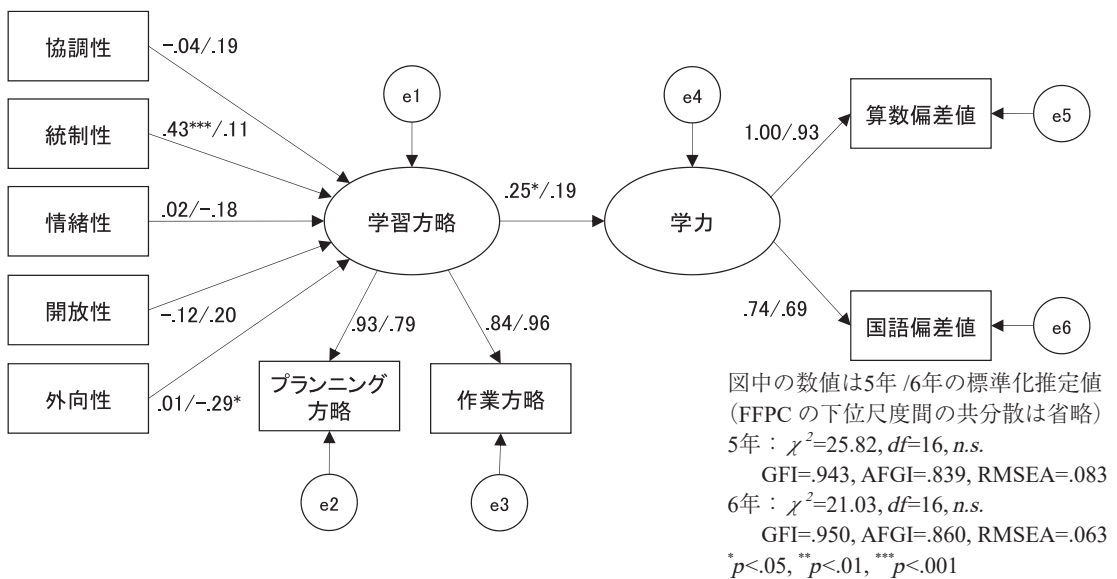 協調性
-.04/.19
統制性
.43***/.11
情緒性
.02/-.18
開放性
-.12/.20
外向性
.01/-.29*
e1
学習方略
.25*/.19
e4
学力
1.00/.93
算数偏差値
e5
.74/.69
国語偏差値
e6
.93/.79
.84/.96
プランニング
方略
作業方略
e2
e3
図中の数値は5年/6年の標準化推定値
(FFPCの下位尺度間の共分散は省略)
5年:χ²=25.82, df=16, n.s.
GFI=.943, AFGI=.839, RMSEA=.083
6年:χ²=21.03, df=16, n.s.
GFI=.950, AFGI=.860, RMSEA=.063
*p<.05, **p<.01, ***p<.001